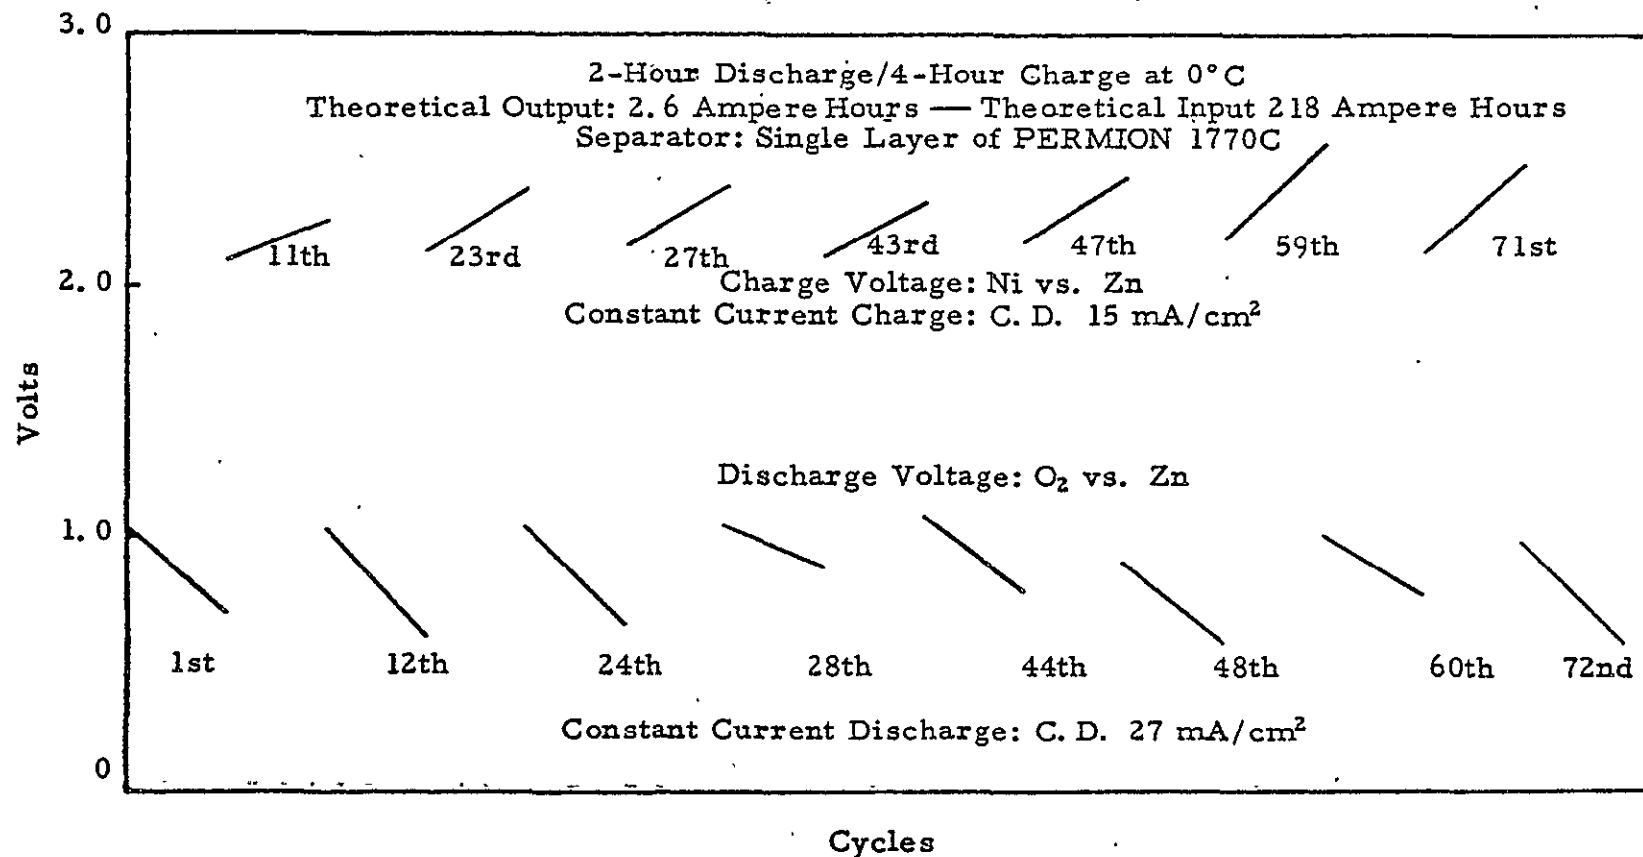 3.0
2-Hour Discharge/4-Hour Charge at 0°C
Theoretical Output: 2.6 Ampere Hours — Theoretical Input 218 Ampere Hours
Separator: Single Layer of PERMION 1770C
11th 23rd 27th 43rd 47th 59th 71st
2.0
Charge Voltage: Ni vs. Zn
Constant Current Charge: C. D. 15 mA/cm²
Volts
Discharge Voltage: O₂ vs. Zn
1.0
1st 12th 24th 28th 44th 48th 60th 72nd
Constant Current Discharge: C. D. 27 mA/cm²
0
Cycles